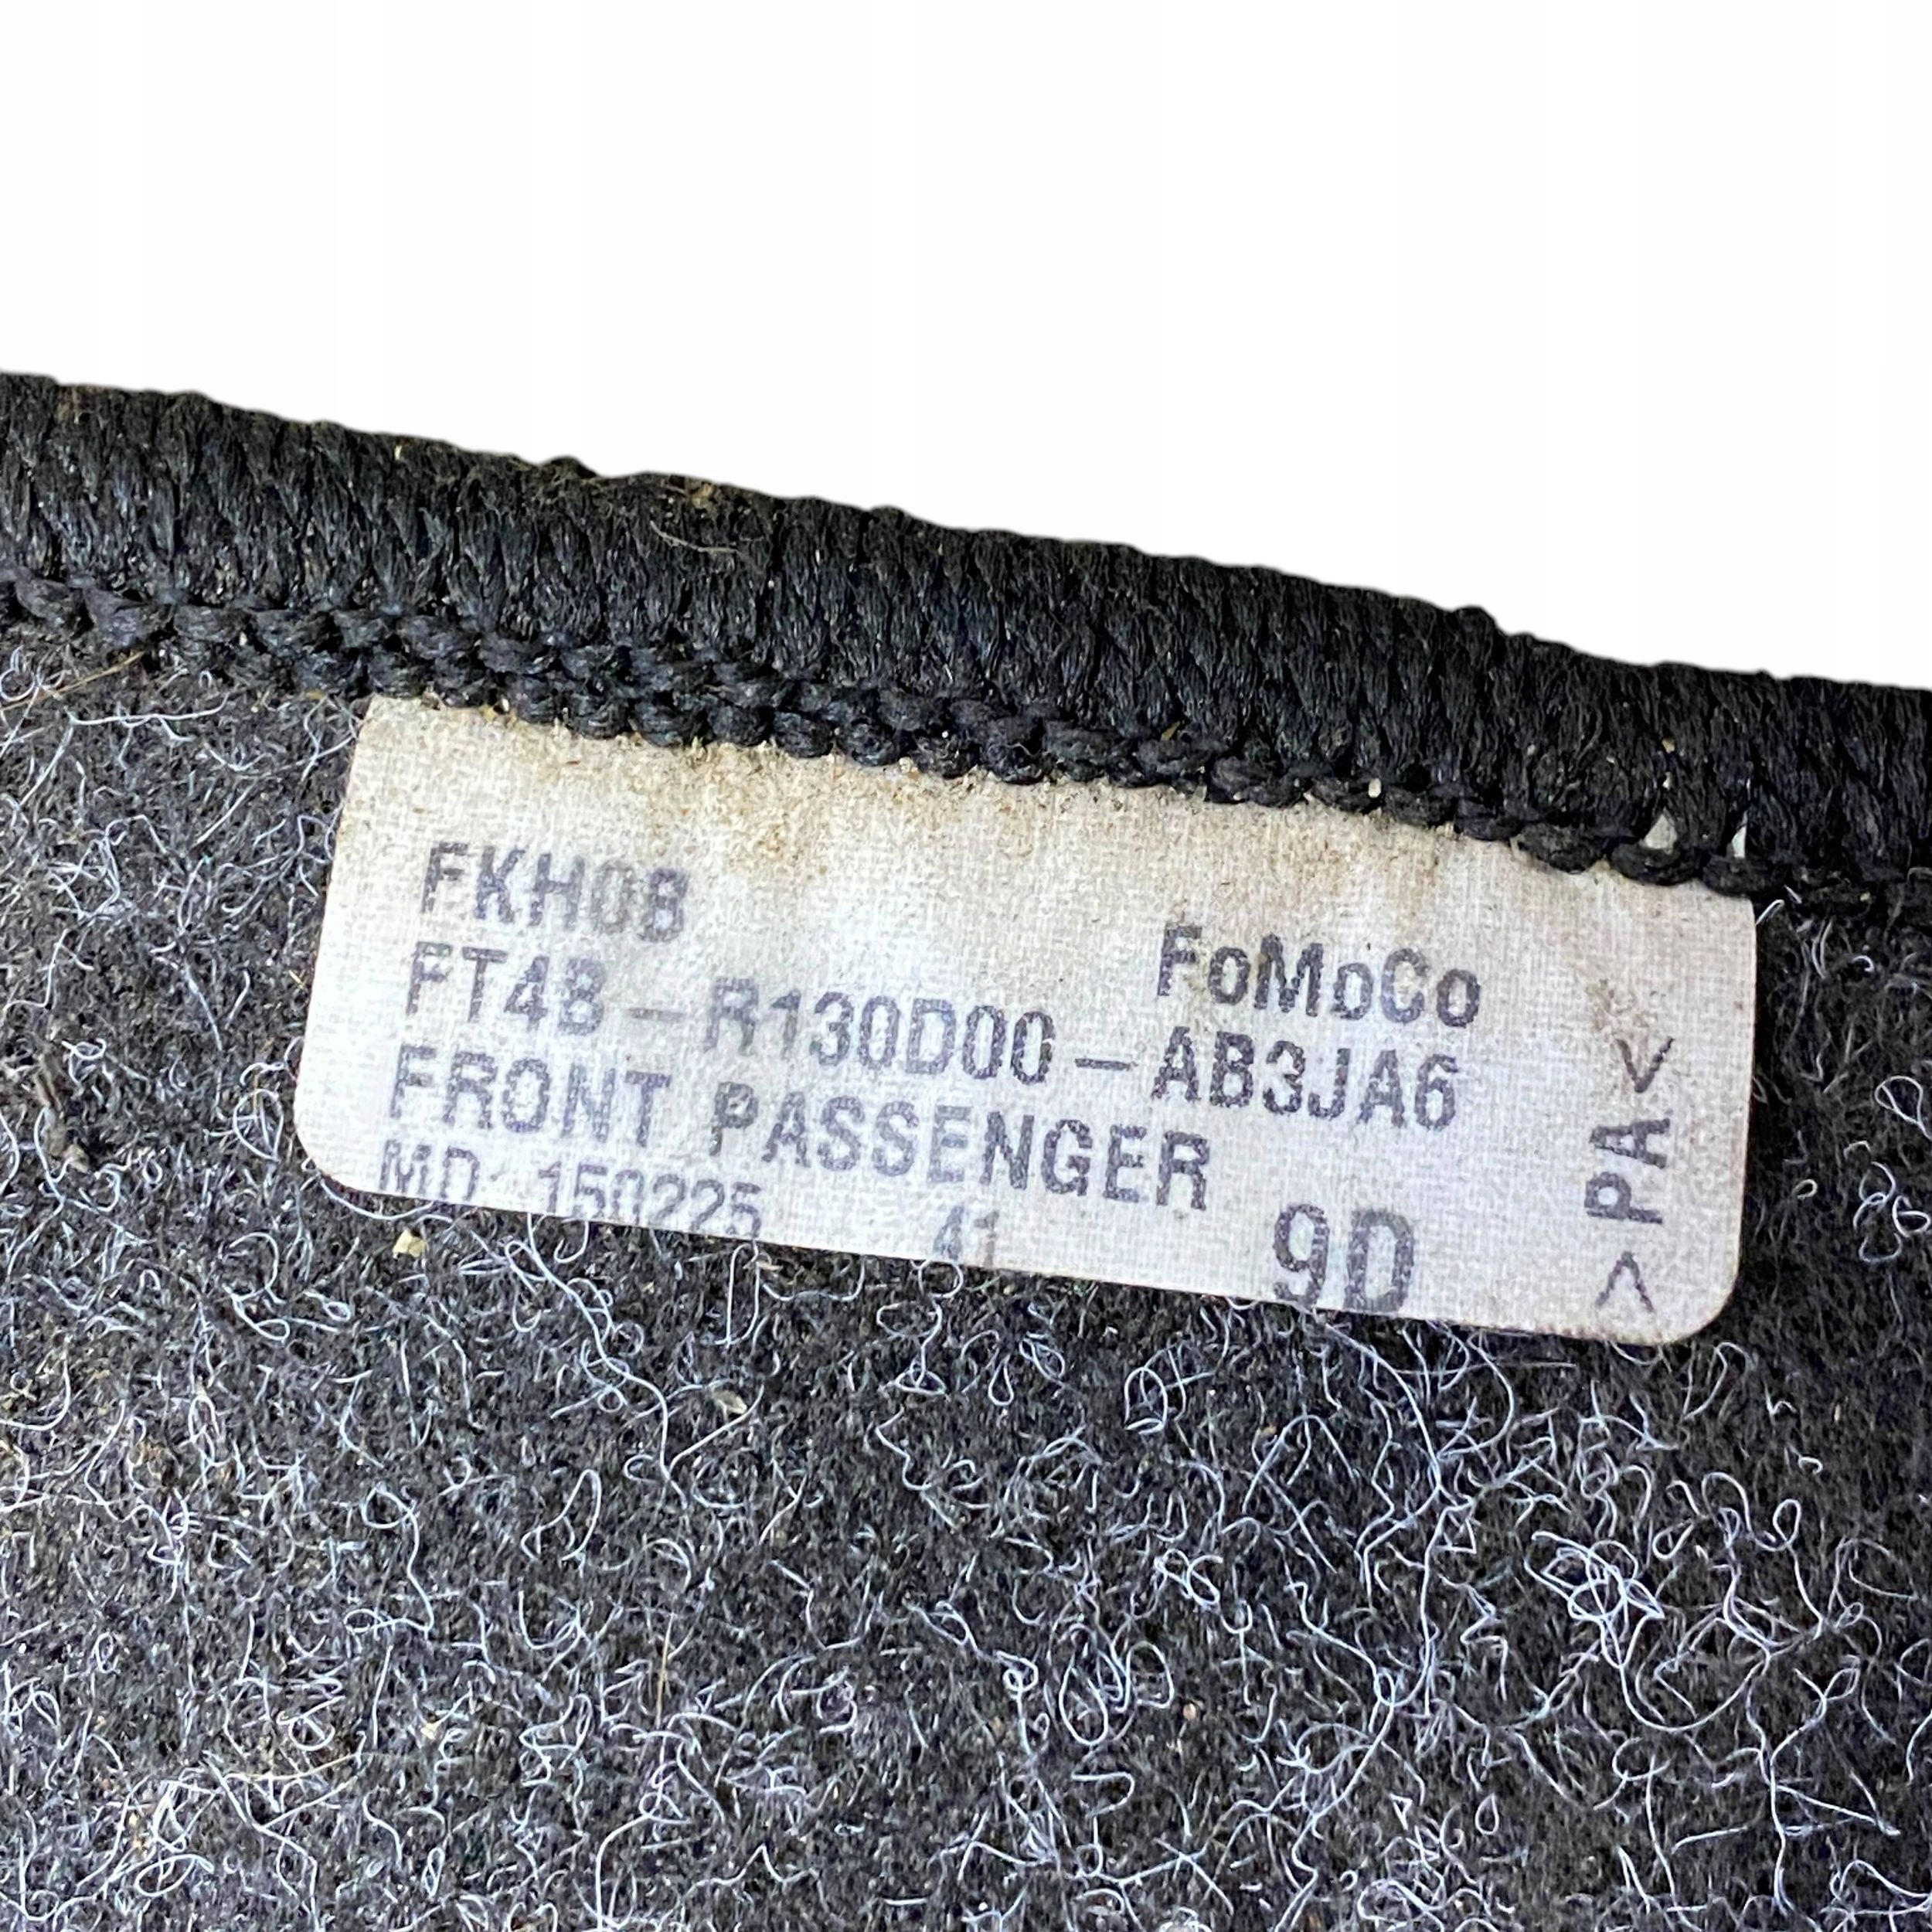 FKH08
FoMoCo
FT4B-R130D00-AB3JA6
FRONT PASSENGER
MD: 150225 41 9D
>PA<